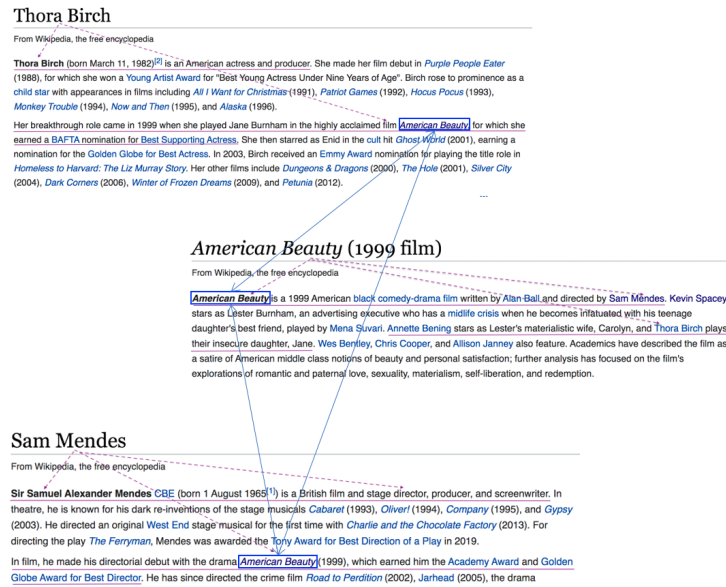 Thora Birch
From Wikipedia, the free encyclopedia
Thora Birch (born March 11, 1982)[2] is an American actress and producer. She made her film debut in Purple People Eater
(1988), for which she won a Young Artist Award for "Best Young Actress Under Nine Years of Age". Birch rose to prominence as a
child star with appearances in films including All I Want for Christmas (1991), Patriot Games (1992), Hocus Pocus (1993),
Monkey Trouble (1994), Now and Then (1995), and Alaska (1996).
Her breakthrough role came in 1999 when she played Jane Burnham in the highly acclaimed film American Beauty, for which she
earned a BAFTA nomination for Best Supporting Actress. She then starred as Enid in the cult hit Ghost World (2001), earning a
nomination for the Golden Globe for Best Actress. In 2003, Birch received an Emmy Award nomination for playing the title role in
Homeless to Harvard: The Liz Murray Story. Her other films include Dungeons & Dragons (2000), The Hole (2001), Silver City
(2004), Dark Corners (2006), Winter of Frozen Dreams (2009), and Petunia (2012).
...
American Beauty (1999 film)
From Wikipedia, the free encyclopedia
American Beauty is a 1999 American black comedy-drama film written by Alan Ball and directed by Sam Mendes. Kevin Spacey
stars as Lester Burnham, an advertising executive who has a midlife crisis when he becomes infatuated with his teenage
daughter's best friend, played by Mena Suvari. Annette Bening stars as Lester's materialistic wife, Carolyn, and Thora Birch plays
their insecure daughter, Jane. Wes Bentley, Chris Cooper, and Allison Janney also feature. Academics have described the film as
a satire of American middle class notions of beauty and personal satisfaction; further analysis has focused on the film's
explorations of romantic and paternal love, sexuality, materialism, self-liberation, and redemption.
Sam Mendes
From Wikipedia, the free encyclopedia
Sir Samuel Alexander Mendes CBE (born 1 August 1965[1]) is a British film and stage director, producer, and screenwriter. In
theatre, he is known for his dark re-inventions of the stage musicals Cabaret (1993), Oliver! (1994), Company (1995), and Gypsy
(2003). He directed an original West End stage musical for the first time with Charlie and the Chocolate Factory (2013). For
directing the play The Ferryman, Mendes was awarded the Tony Award for Best Direction of a Play in 2019.
In film, he made his directorial debut with the drama American Beauty (1999), which earned him the Academy Award and Golden
Globe Award for Best Director. He has since directed the crime film Road to Perdition (2002), Jarhead (2005), the drama